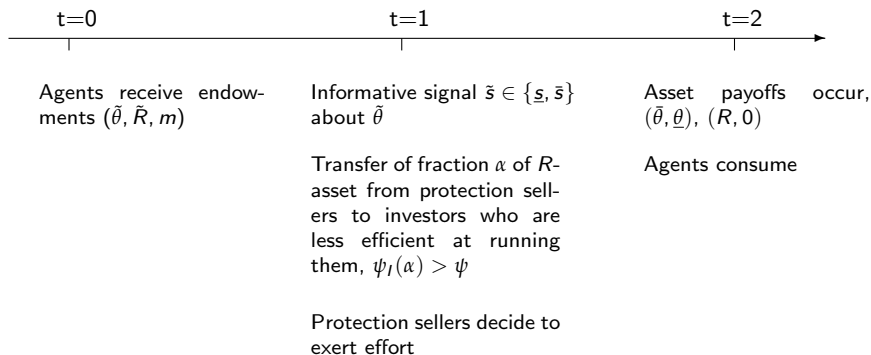 t=0 t=1 t=2
Agents receive endow-
ments (θ̃, R̃, m)
Informative signal s̃ ∈ {s̲, s̄}
about θ̃
Transfer of fraction α of R-
asset from protection sell-
ers to investors who are
less efficient at running
them, ψ_I(α) > ψ
Protection sellers decide to
exert effort
Asset payoffs occur,
(θ̄, θ̲), (R, 0)
Agents consume